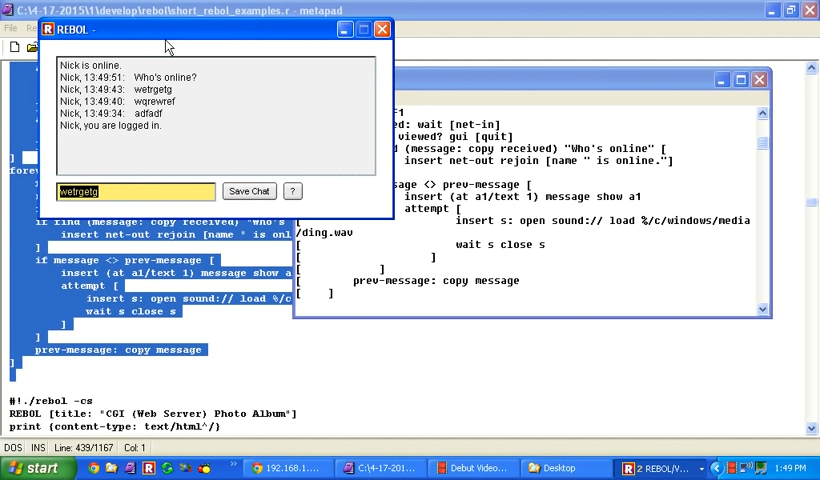 C:\4-17-2015\1\develop\rebol\short_rebol_examples.r - metapad
File
REBOL -
Nick is online.
Nick, 13:49:51: Who's online?
Nick, 13:49:43: wetrgetg
Nick, 13:49:40: wqrewref
Nick, 13:49:34: adfadf
Nick, you are logged in.
wetrgetg
Save Chat
?
F1
ed: wait [net-in]
viewed? gui [quit]
d (message: copy received) "Who's online" [
insert net-out rejoin [name " is online."]
ssage <> prev-message [
insert (at a1/text 1) message show a1
attempt [
insert s: open sound:// load %/c/windows/media
/ding.wav
[ wait s close s
[ ]
[ ]
[ prev-message: copy message
[ ]
]
foreve
if find (message: copy received) "Who's
insert net-out rejoin [name " is onl
]
if message <> prev-message [
insert (at a1/text 1) message show a
attempt [
insert s: open sound:// load %/c
wait s close s
]
]
prev-message: copy message
]
#!./rebol -cs
REBOL [title: "CGI (Web Server) Photo Album"]
print {content-type: text/html^/}
DOS INS Line: 439/1167 Col: 1
start
192.168.1....
C:\4-17-201...
Debut Video...
Desktop
2 REBOL/V...
1:49 PM